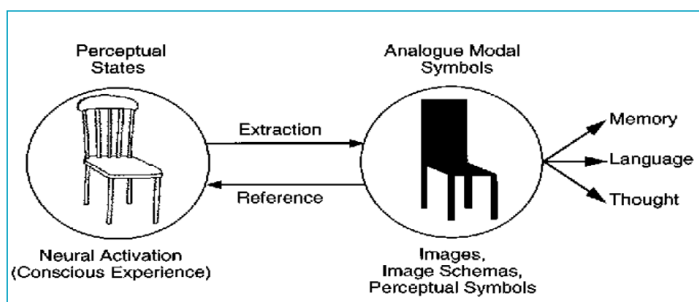 Perceptual
States
Analogue Modal
Symbols
Extraction
Reference
Memory
Language
Thought
Neural Activation
(Conscious Experience)
Images,
Image Schemas,
Perceptual Symbols